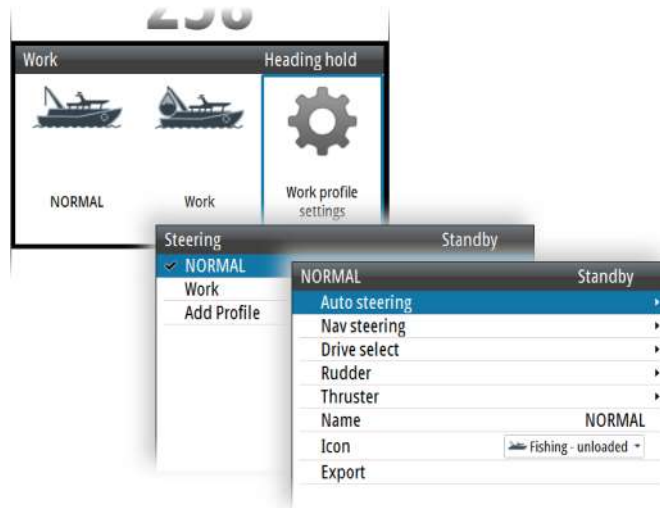 Work Heading hold
NORMAL Work Work profile
settings
Steering Standby
NORMAL
Work
Add Profile
NORMAL Standby
Auto steering
Nav steering
Drive select
Rudder
Thruster
Name NORMAL
Icon Fishing - unloaded
Export